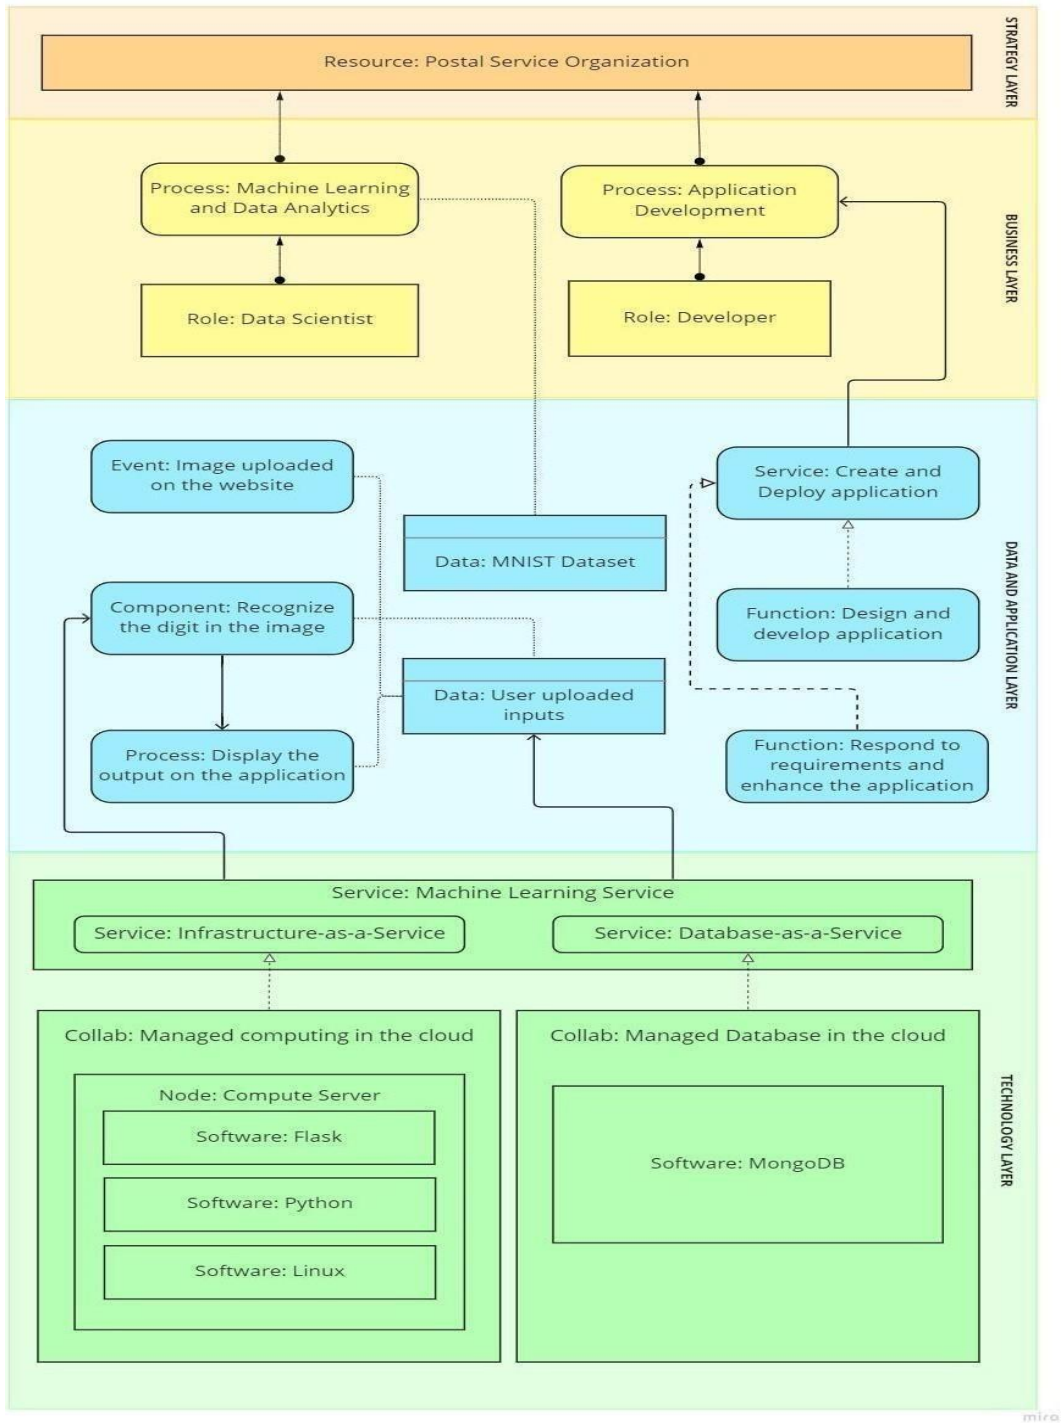 STRATEGY LAYER
Resource: Postal Service Organization
BUSINESS LAYER
Process: Machine Learning
and Data Analytics
Process: Application
Development
Role: Data Scientist
Role: Developer
DATA AND APPLICATION LAYER
Event: Image uploaded
on the website
Service: Create and
Deploy application
Data: MNIST Dataset
Component: Recognize
the digit in the image
Function: Design and
develop application
Data: User uploaded
inputs
Process: Display the
output on the application
Function: Respond to
requirements and
enhance the application
Service: Machine Learning Service
Service: Infrastructure-as-a-Service
Service: Database-as-a-Service
TECHNOLOGY LAYER
Collab: Managed computing in the cloud
Node: Compute Server
Software: Flask
Software: Python
Software: Linux
Collab: Managed Database in the cloud
Software: MongoDB
miro